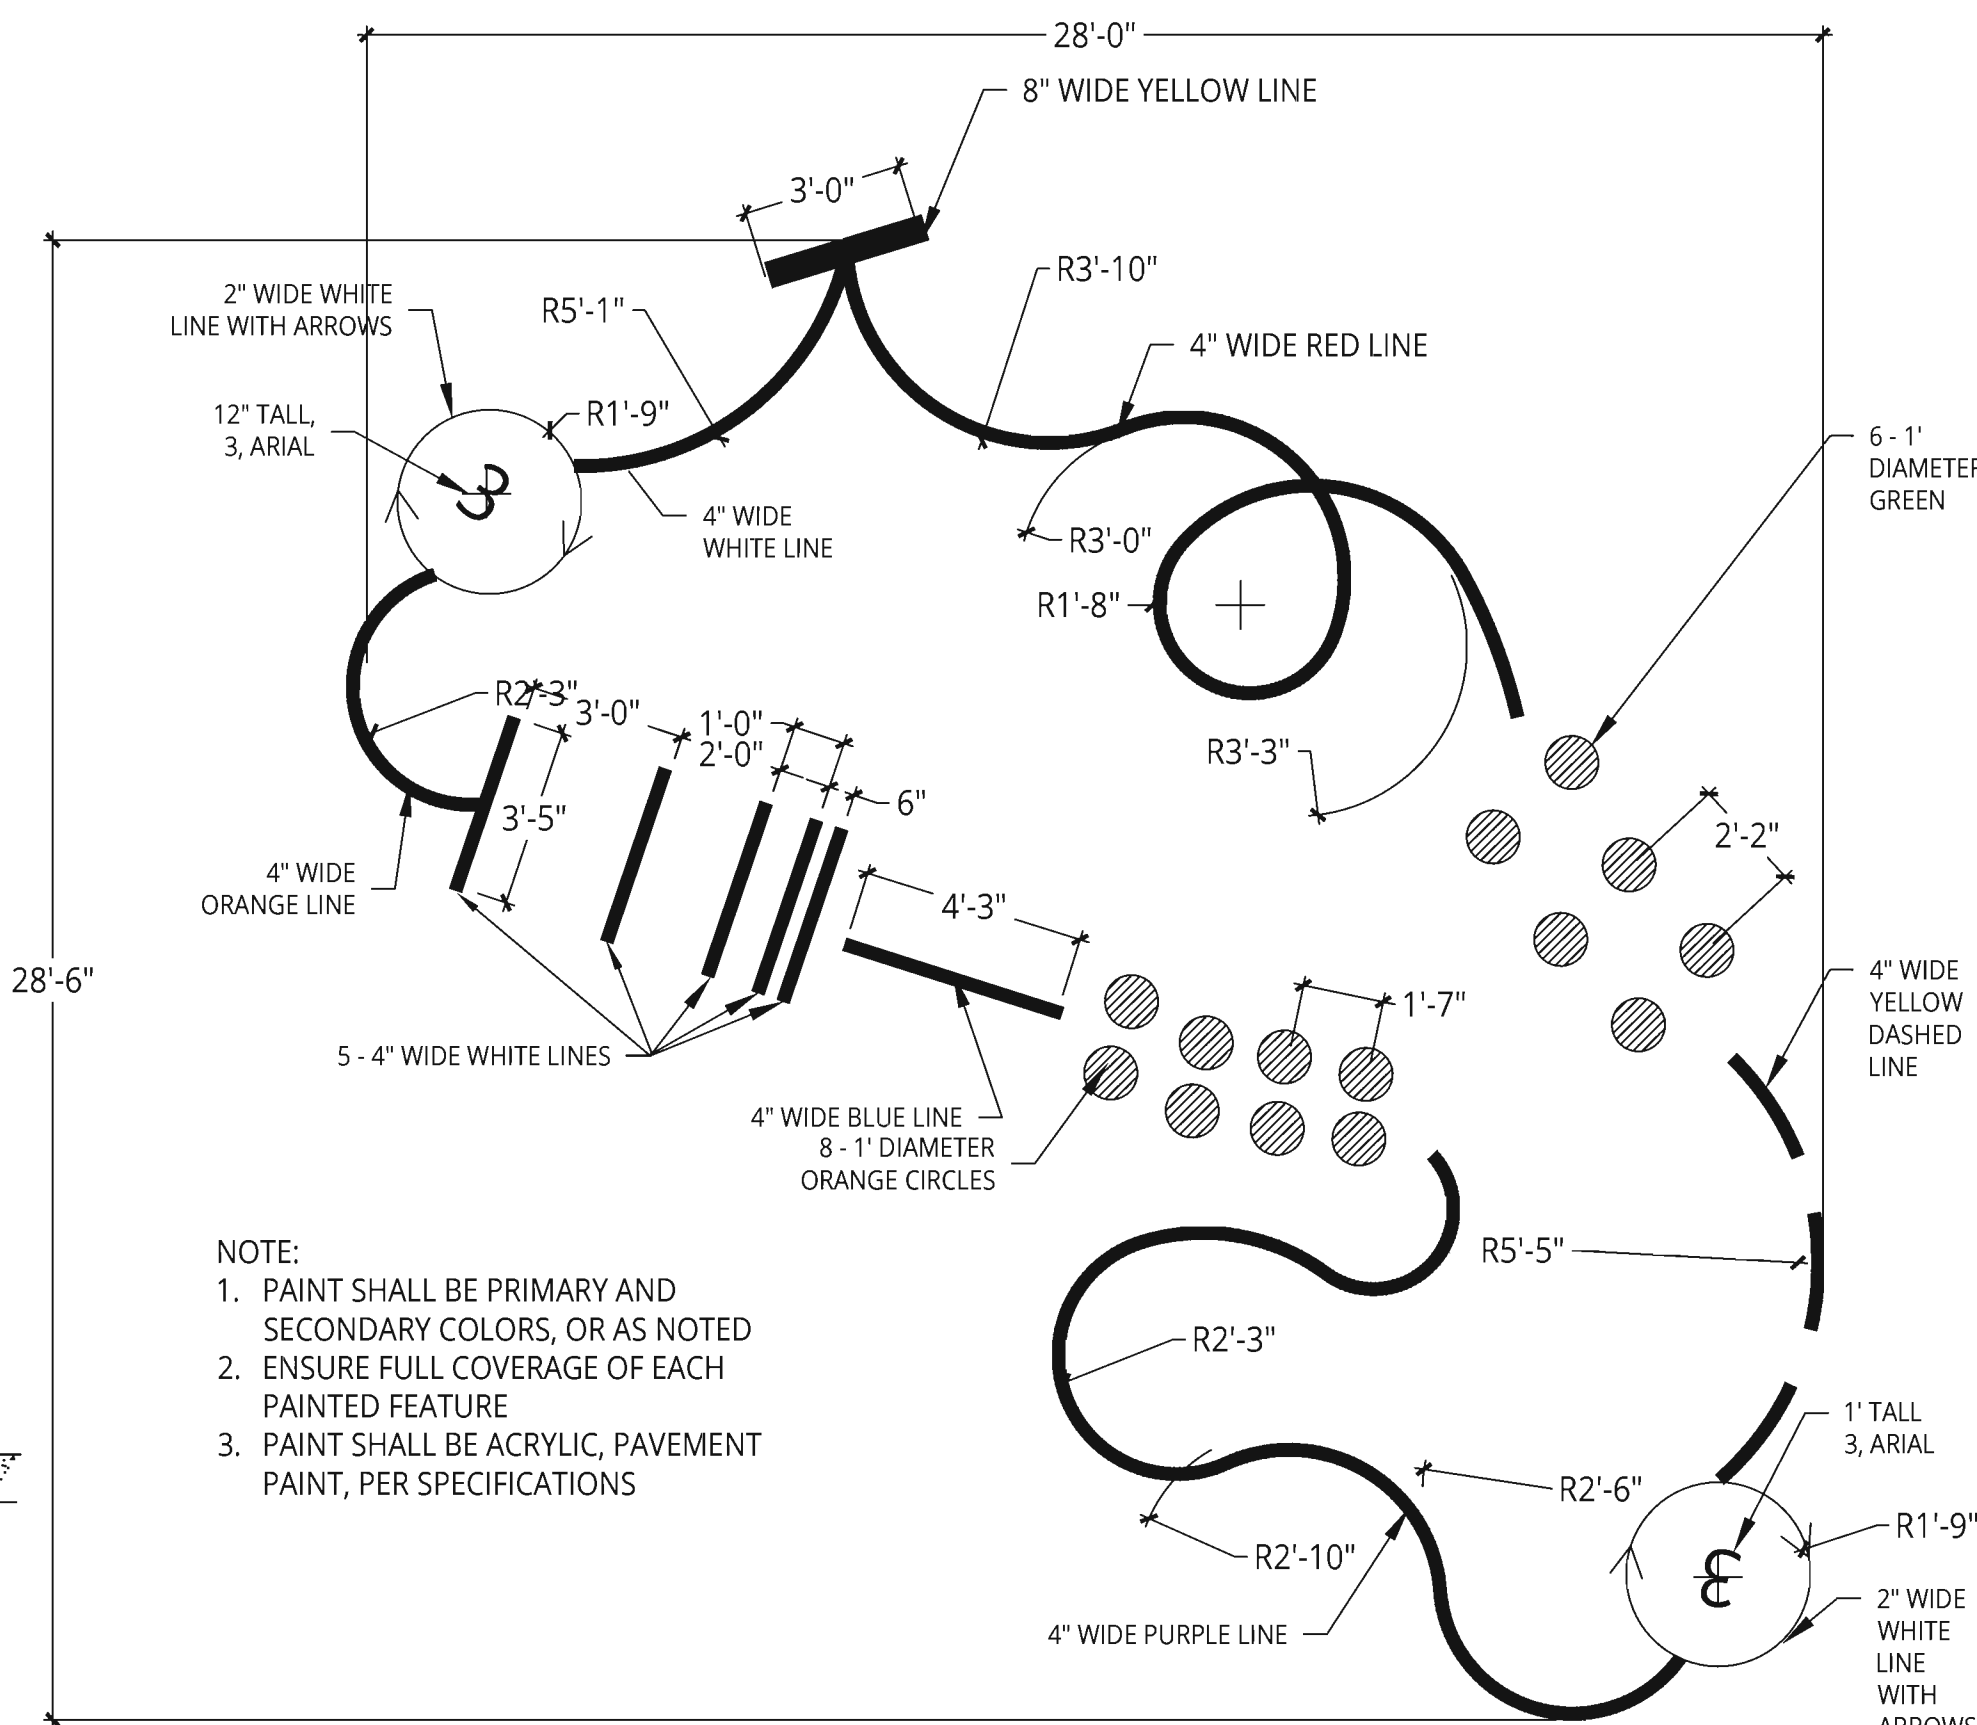 28'-0"
8" WIDE YELLOW LINE
3'-0"
R3'-10"
2" WIDE WHITE
LINE WITH ARROWS
R5'-1"
4" WIDE RED LINE
12" TALL,
3, ARIAL
R1'-9"
3
4" WIDE
WHITE LINE
6 - 1'
DIAMETER
GREEN
R3'-0"
R1'-8"
R2'-3"
3'-0"
1'-0"
2'-0"
R3'-3"
6"
3'-5"
2'-2"
4" WIDE
ORANGE LINE
4'-3"
28'-6"
4" WIDE
YELLOW
DASHED
LINE
1'-7"
5 - 4" WIDE WHITE LINES
4" WIDE BLUE LINE
8 - 1' DIAMETER
ORANGE CIRCLES
NOTE:
1. PAINT SHALL BE PRIMARY AND
SECONDARY COLORS, OR AS NOTED
2. ENSURE FULL COVERAGE OF EACH
PAINTED FEATURE
3. PAINT SHALL BE ACRYLIC, PAVEMENT
PAINT, PER SPECIFICATIONS
R5'-5"
R2'-3"
1' TALL
3, ARIAL
R2'-6"
R1'-9"
R2'-10"
3
4" WIDE PURPLE LINE
2" WIDE
WHITE
LINE
WITH
ARROWS